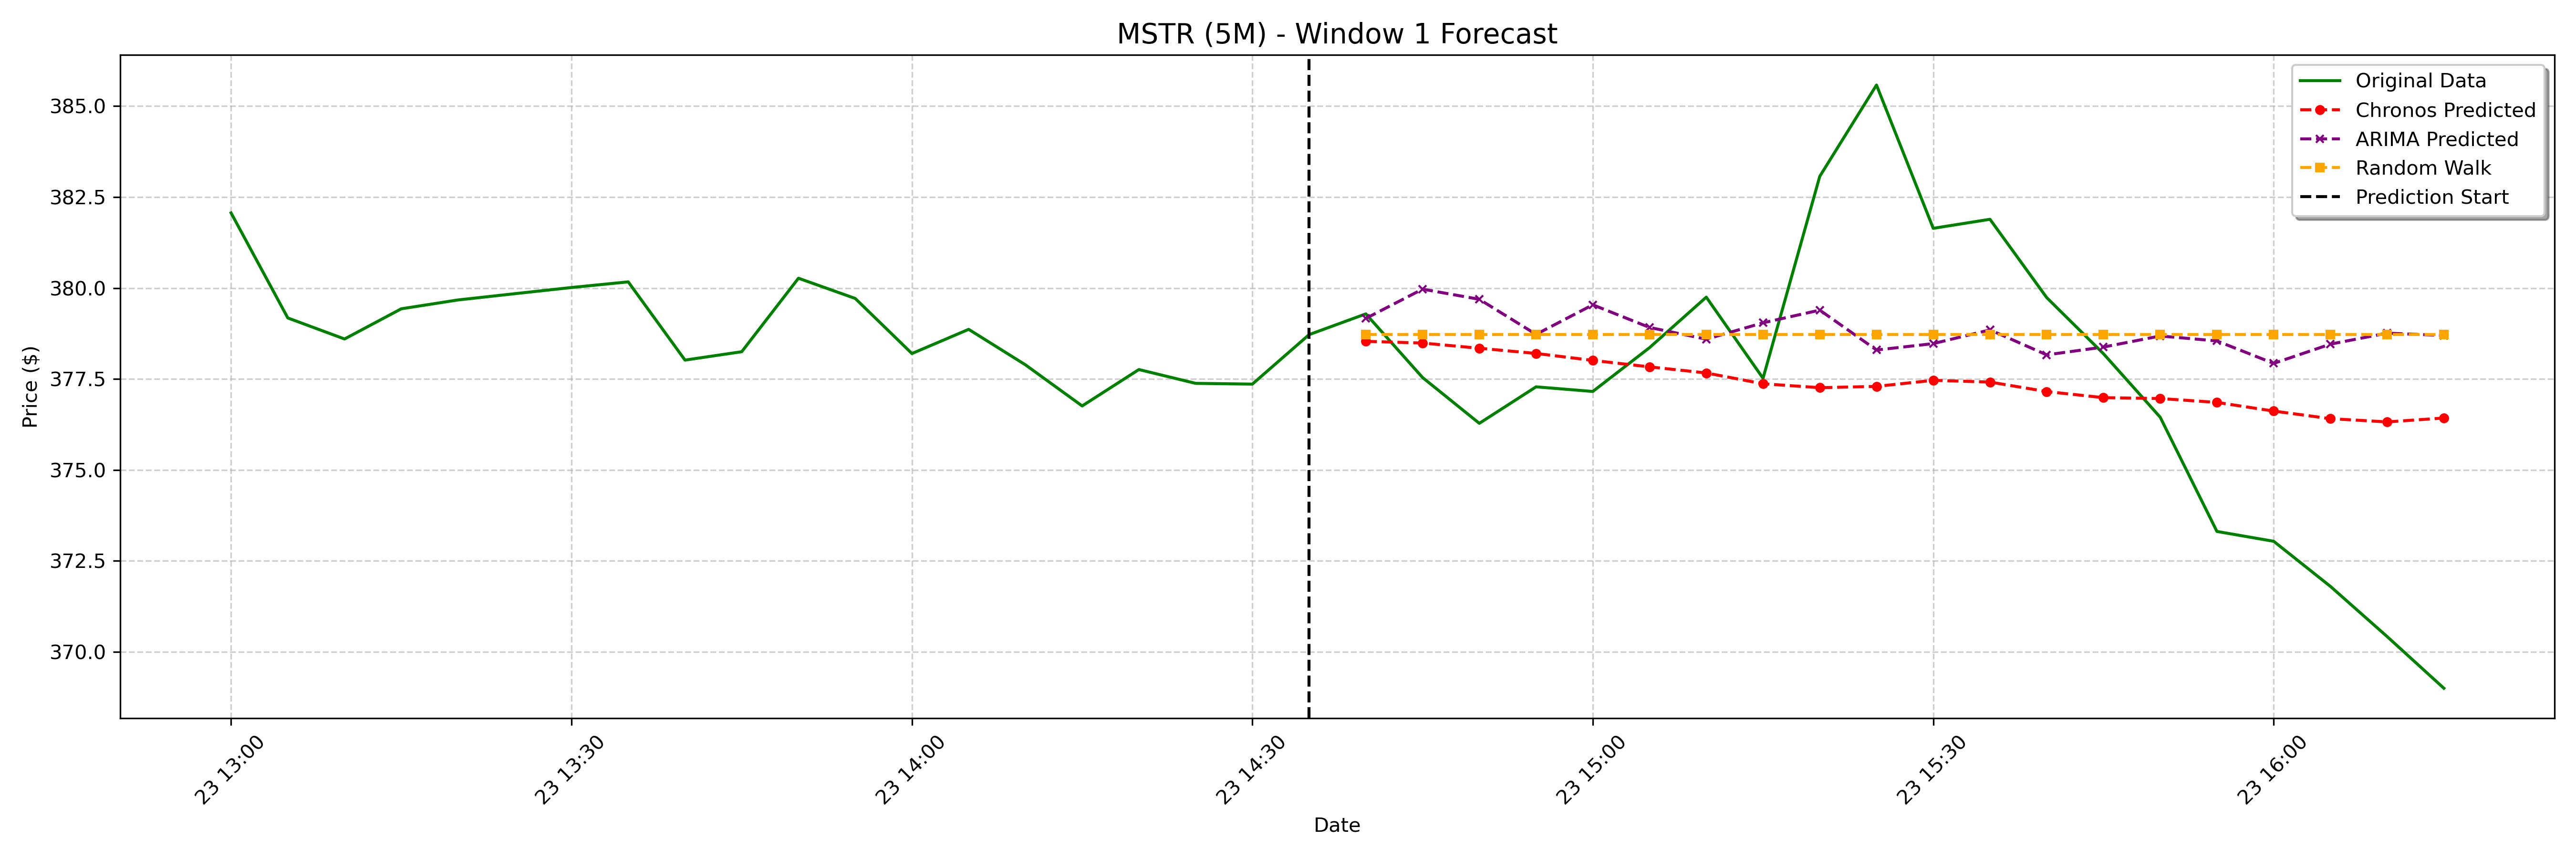 MSTR (5M) - Window 1 Forecast
Original Data
Chronos Predicted
ARIMA Predicted
Random Walk
Prediction Start
Price ($)
385.0
382.5
380.0
377.5
375.0
372.5
370.0
23 13:00
23 13:30
23 14:00
23 14:30
23 15:00
23 15:30
23 16:00
Date